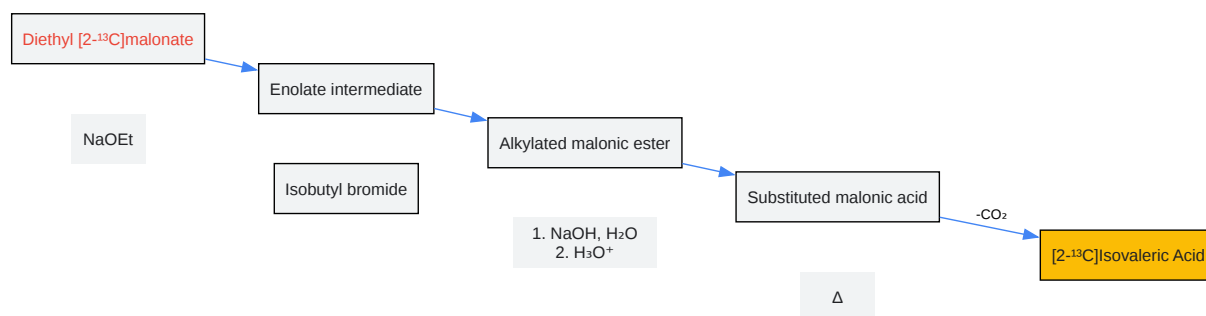 Diethyl [2-¹³C]malonate
NaOEt
Enolate intermediate
Isobutyl bromide
Alkylated malonic ester
1. NaOH, H₂O
2. H₃O⁺
Substituted malonic acid
Δ
-CO₂
[2-¹³C]Isovaleric Acid